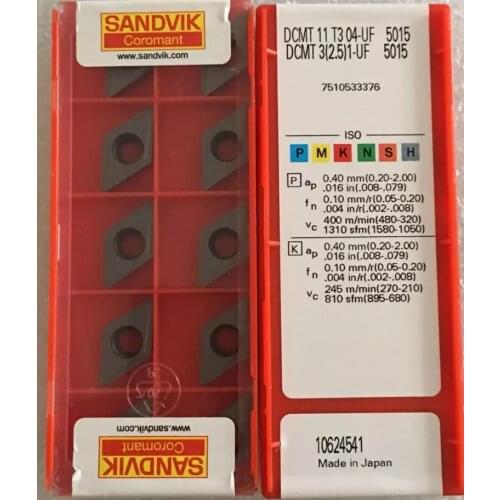 SANDVIK
Coromant
www.sandvik.com
DCMT 11 T3 04-UF 5015
DCMT 3(2.5)1-UF 5015
7510533376
ISO
P M K N S H
P ap 0.40 mm(0.20-2.00)
.016 in(.008-.079)
fn 0.10 mm/r(0.05-0.20)
.004 in/r(.002-.008)
vc 400 m/min(480-320)
1310 sfm(1580-1050)
K ap 0.40 mm(0.20-2.00)
.016 in(.008-.079)
fn 0.10 mm/r(0.05-0.20)
.004 in/r(.002-.008)
vc 245 m/min(270-210)
810 sfm(895-680)
10624541
Made in Japan
www.sandvik.com
Coromant
SANDVIK